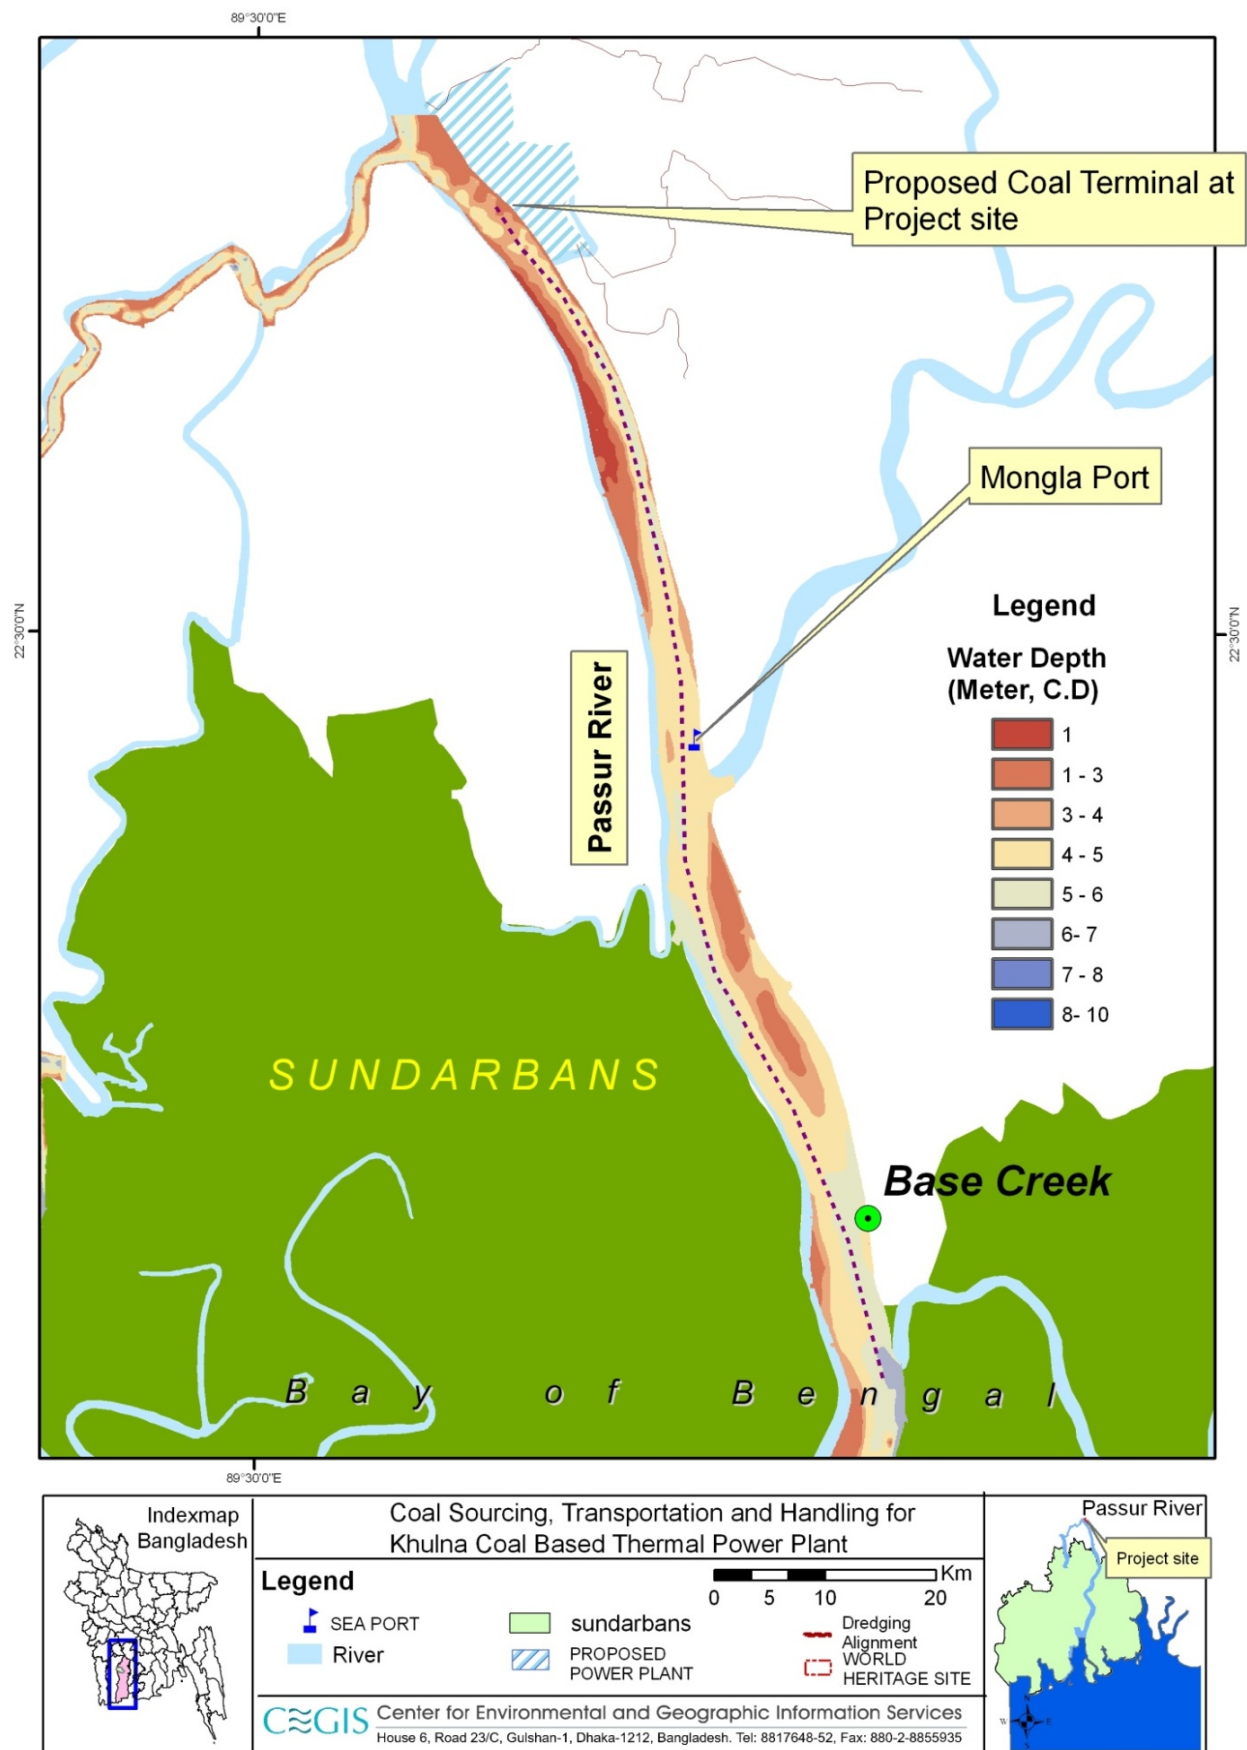 89°30'0"E
Proposed Coal Terminal at
Project site
Mongla Port
22°30'0"N
22°30'0"N
Passur River
Legend
Water Depth
(Meter, C.D)
1
1 - 3
3 - 4
4 - 5
5 - 6
6- 7
7 - 8
8- 10
SUNDARBANS
Base Creek
Bay of Bengal
89°30'0"E
Indexmap
Bangladesh
Coal Sourcing, Transportation and Handling for
Khulna Coal Based Thermal Power Plant
Legend
SEA PORT
River
sundarbans
PROPOSED
POWER PLANT
0 5 10 20
Km
Dredging
Alignment
WORLD
HERITAGE SITE
CEGIS
Center for Environmental and Geographic Information Services
House 6, Road 23/C, Gulshan-1, Dhaka-1212, Bangladesh. Tel: 8817648-52, Fax: 880-2-8855935
Passur River
Project site
N
W E
S